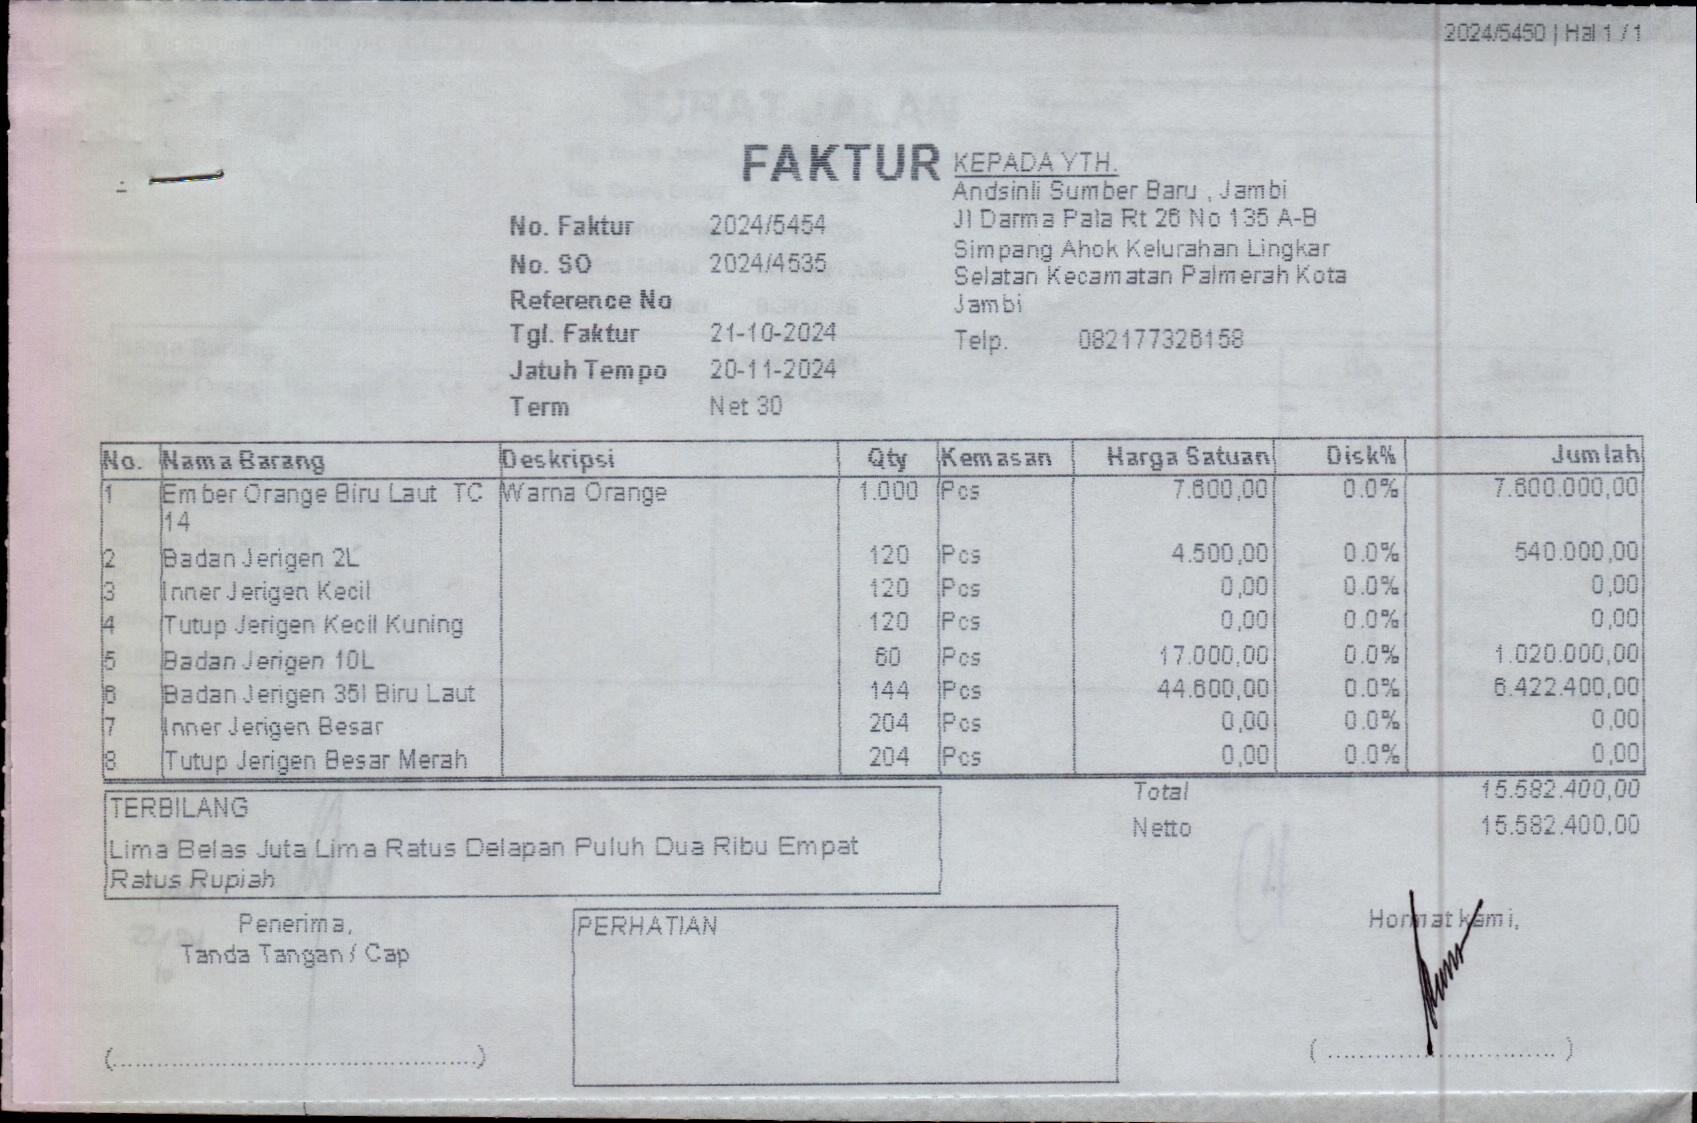 2024/5450 | Hal 1 / 1
FAKTUR
KEPADA YTH.
Andsinli Sumber Baru , Jambi
Jl Darma Pala Rt 26 No 135 A-B
Simpang Ahok Kelurahan Lingkar
Selatan Kecamatan Palmerah Kota
Jambi
Telp. 082177326158
No. Faktur 2024/5454
No. SO 2024/4535
Reference No
Tgl. Faktur 21-10-2024
Jatuh Tempo 20-11-2024
Term Net 30
No. Nama Barang Deskripsi Qty Kemasan Harga Satuan Disk% Jumlah
1 Ember Orange Biru Laut TC Warna Orange 1.000 Pcs 7.600,00 0.0% 7.600.000,00
14
2 Badan Jerigen 2L 120 Pcs 4.500,00 0.0% 540.000,00
3 Inner Jerigen Kecil 120 Pcs 0,00 0.0% 0,00
4 Tutup Jerigen Kecil Kuning 120 Pcs 0,00 0.0% 0,00
5 Badan Jerigen 10L 60 Pcs 17.000,00 0.0% 1.020.000,00
6 Badan Jerigen 35l Biru Laut 144 Pcs 44.600,00 0.0% 6.422.400,00
7 Inner Jerigen Besar 204 Pcs 0,00 0.0% 0,00
8 Tutup Jerigen Besar Merah 204 Pcs 0,00 0.0% 0,00
Total 15.582.400,00
Netto 15.582.400,00
TERBILANG
Lima Belas Juta Lima Ratus Delapan Puluh Dua Ribu Empat
Ratus Rupiah
Penerima,
Tanda Tangan / Cap
PERHATIAN
Hormat kami,
(................................................)
( .............................. )